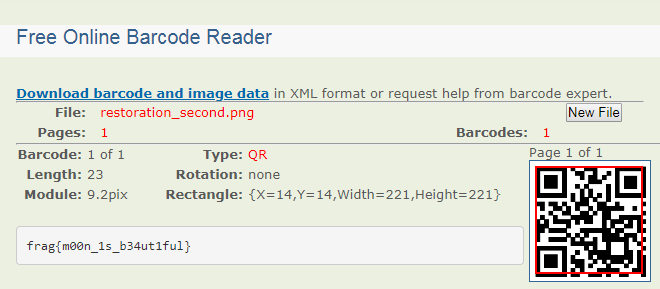 Free Online Barcode Reader
Download barcode and image data in XML format or request help from barcode expert.
File: restoration_second.png New File
Pages: 1 Barcodes: 1
Barcode: 1 of 1 Type: QR Page 1 of 1
Length: 23 Rotation: none
Module: 9.2pix Rectangle: {X=14,Y=14,Width=221,Height=221}
frag{m00n_1s_b34ut1ful}